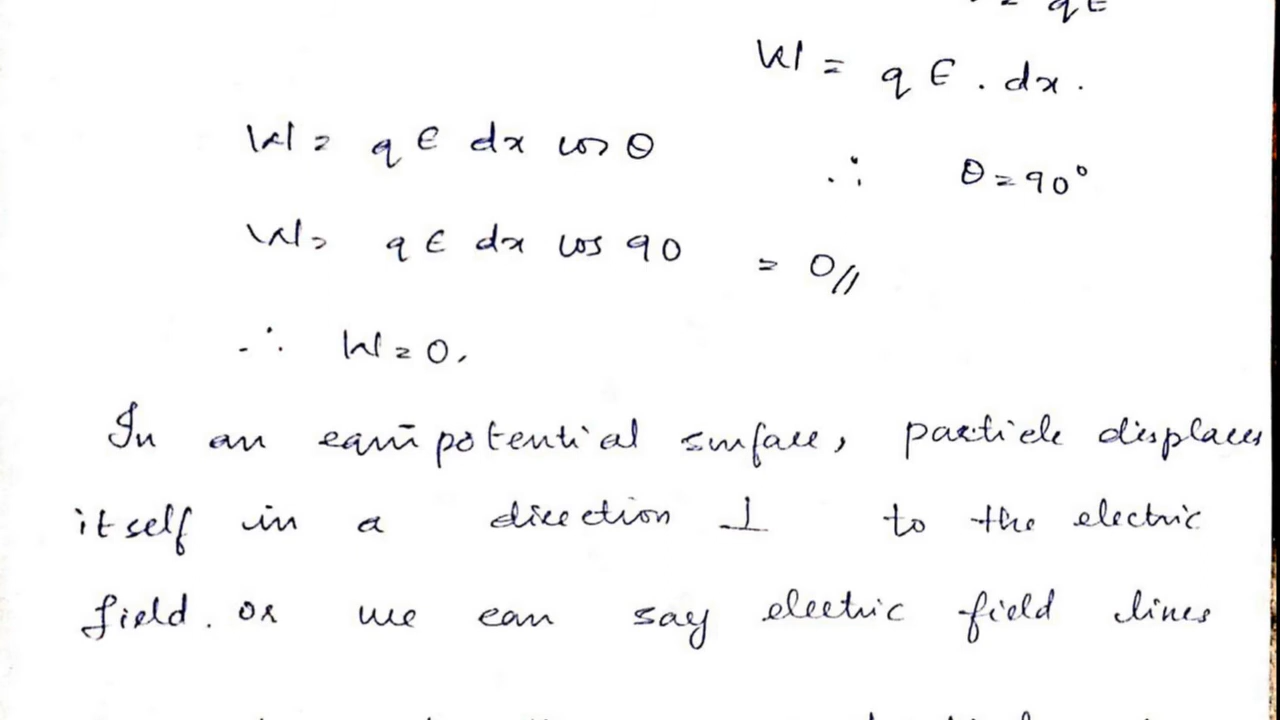 = qE
W = qE . dx .
W = qE dx cos θ ∴ θ = 90°
W = qE dx cos 90 = 0//
∴ W = 0,
In an equipotential surface, particle displaces
itself in a direction ⊥ to the electric
field. or we can say electric field lines